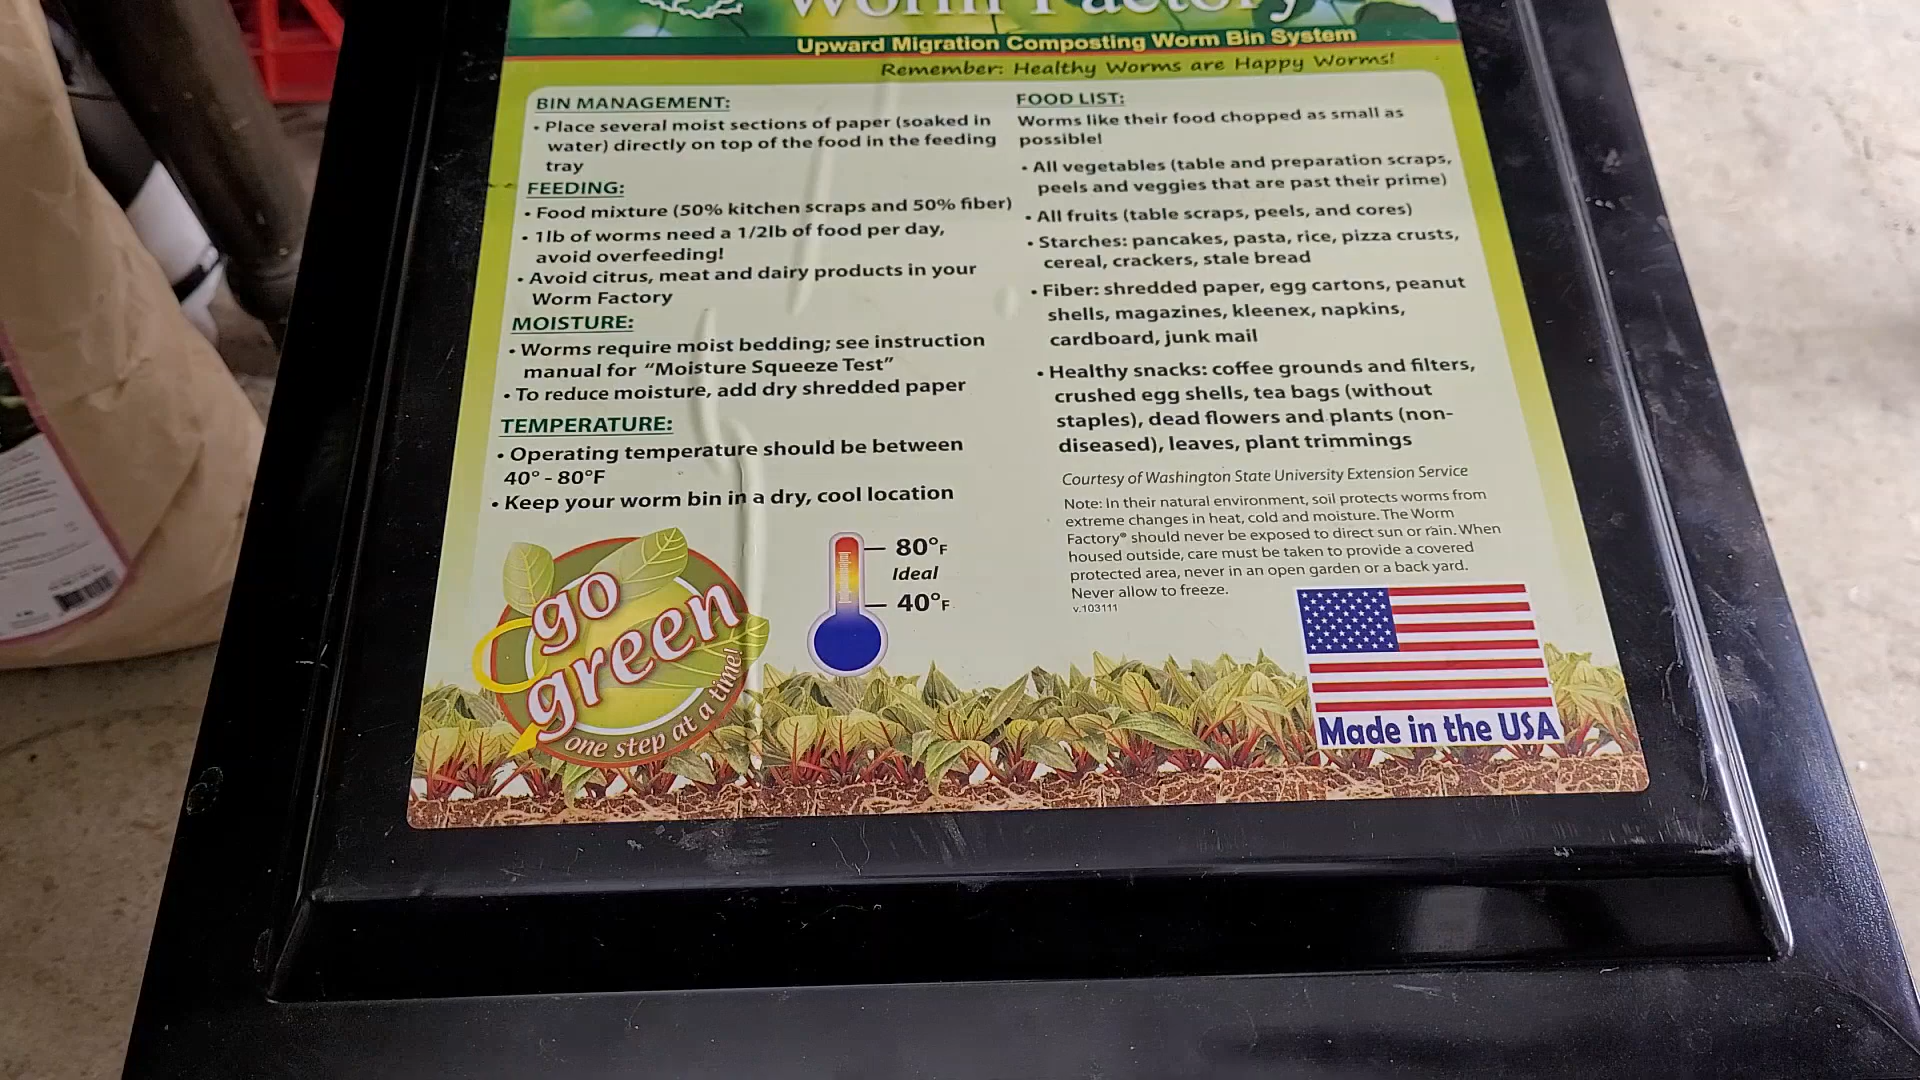 Worm Factory
Upward Migration Composting Worm Bin System
Remember: Healthy Worms are Happy Worms!
BIN MANAGEMENT:
• Place several moist sections of paper (soaked in
water) directly on top of the food in the feeding
tray
FEEDING:
• Food mixture (50% kitchen scraps and 50% fiber)
• 1lb of worms need a 1/2lb of food per day,
avoid overfeeding!
• Avoid citrus, meat and dairy products in your
Worm Factory
MOISTURE:
• Worms require moist bedding; see instruction
manual for “Moisture Squeeze Test”
• To reduce moisture, add dry shredded paper
TEMPERATURE:
• Operating temperature should be between
40° - 80°F
• Keep your worm bin in a dry, cool location
go
green
one step at a time!
80°F
Ideal
40°F
FOOD LIST:
Worms like their food chopped as small as
possible!
• All vegetables (table and preparation scraps,
peels and veggies that are past their prime)
• All fruits (table scraps, peels, and cores)
• Starches: pancakes, pasta, rice, pizza crusts,
cereal, crackers, stale bread
• Fiber: shredded paper, egg cartons, peanut
shells, magazines, kleenex, napkins,
cardboard, junk mail
• Healthy snacks: coffee grounds and filters,
crushed egg shells, tea bags (without
staples), dead flowers and plants (non-
diseased), leaves, plant trimmings
Courtesy of Washington State University Extension Service
Note: In their natural environment, soil protects worms from
extreme changes in heat, cold and moisture. The Worm
Factory® should never be exposed to direct sun or rain. When
housed outside, care must be taken to provide a covered
protected area, never in an open garden or a back yard.
Never allow to freeze.
v.103111
Made in the USA